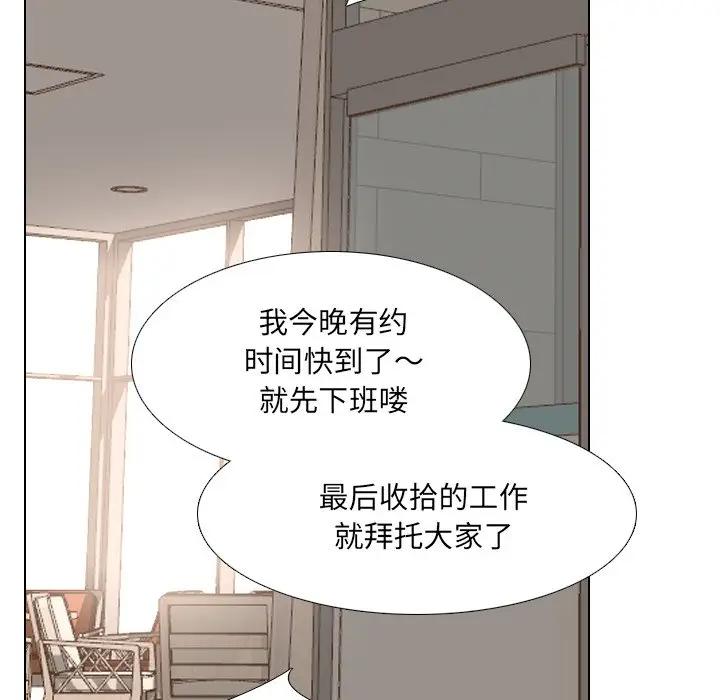 我今晚有约
时间快到了～
就先下班喽
最后收拾的工作
就拜托大家了